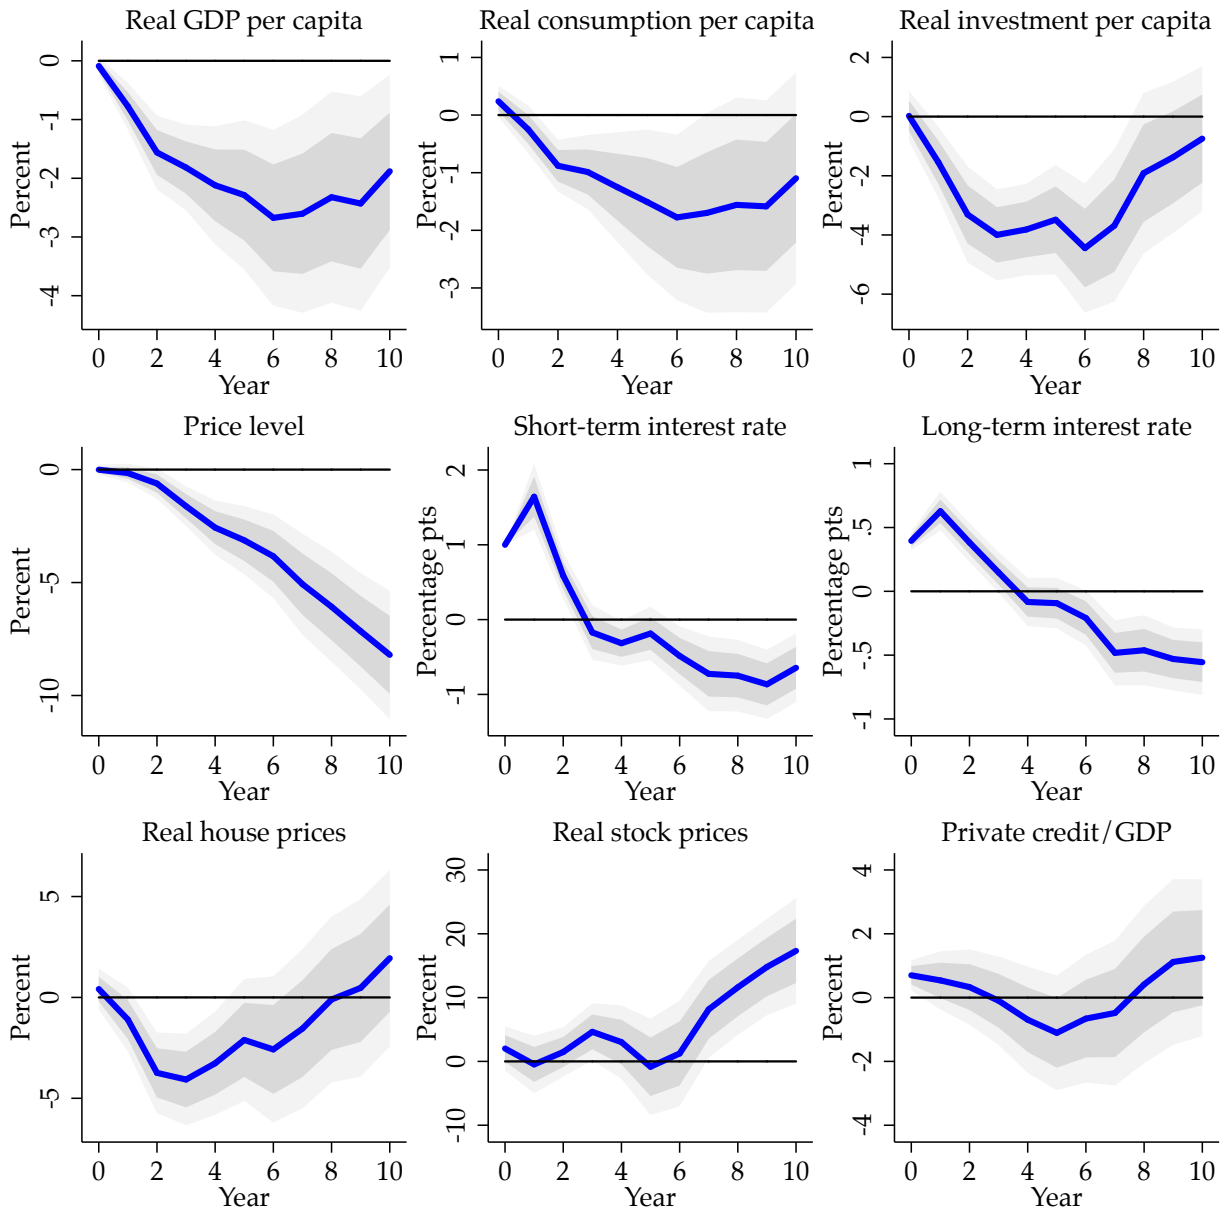 Real GDP per capita
Percent
0
-1
-2
-3
-4
0 2 4 6 8 10
Year
Real consumption per capita
Percent
1
0
-1
-2
-3
0 2 4 6 8 10
Year
Real investment per capita
Percent
2
0
-2
-4
-6
0 2 4 6 8 10
Year
Price level
Percent
0
-5
-10
0 2 4 6 8 10
Year
Short-term interest rate
Percentage pts
2
1
0
-1
0 2 4 6 8 10
Year
Long-term interest rate
Percentage pts
1
.5
0
-.5
-1
0 2 4 6 8 10
Year
Real house prices
Percent
5
0
-5
0 2 4 6 8 10
Year
Real stock prices
Percent
30
20
10
0
-10
0 2 4 6 8 10
Year
Private credit/GDP
Percent
4
2
0
-2
-4
0 2 4 6 8 10
Year